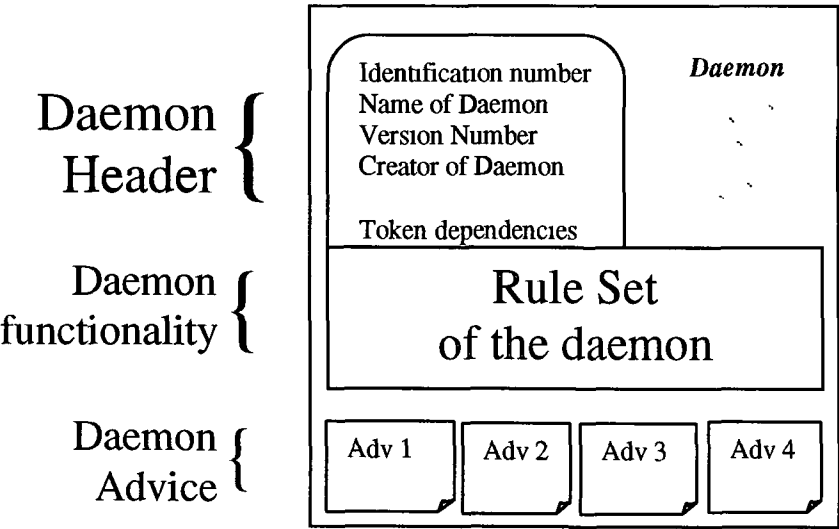 Daemon
Header
Identification number
Name of Daemon
Version Number
Creator of Daemon
Token dependencies
Daemon
Daemon
functionality
Rule Set
of the daemon
Daemon
Advice
Adv 1
Adv 2
Adv 3
Adv 4